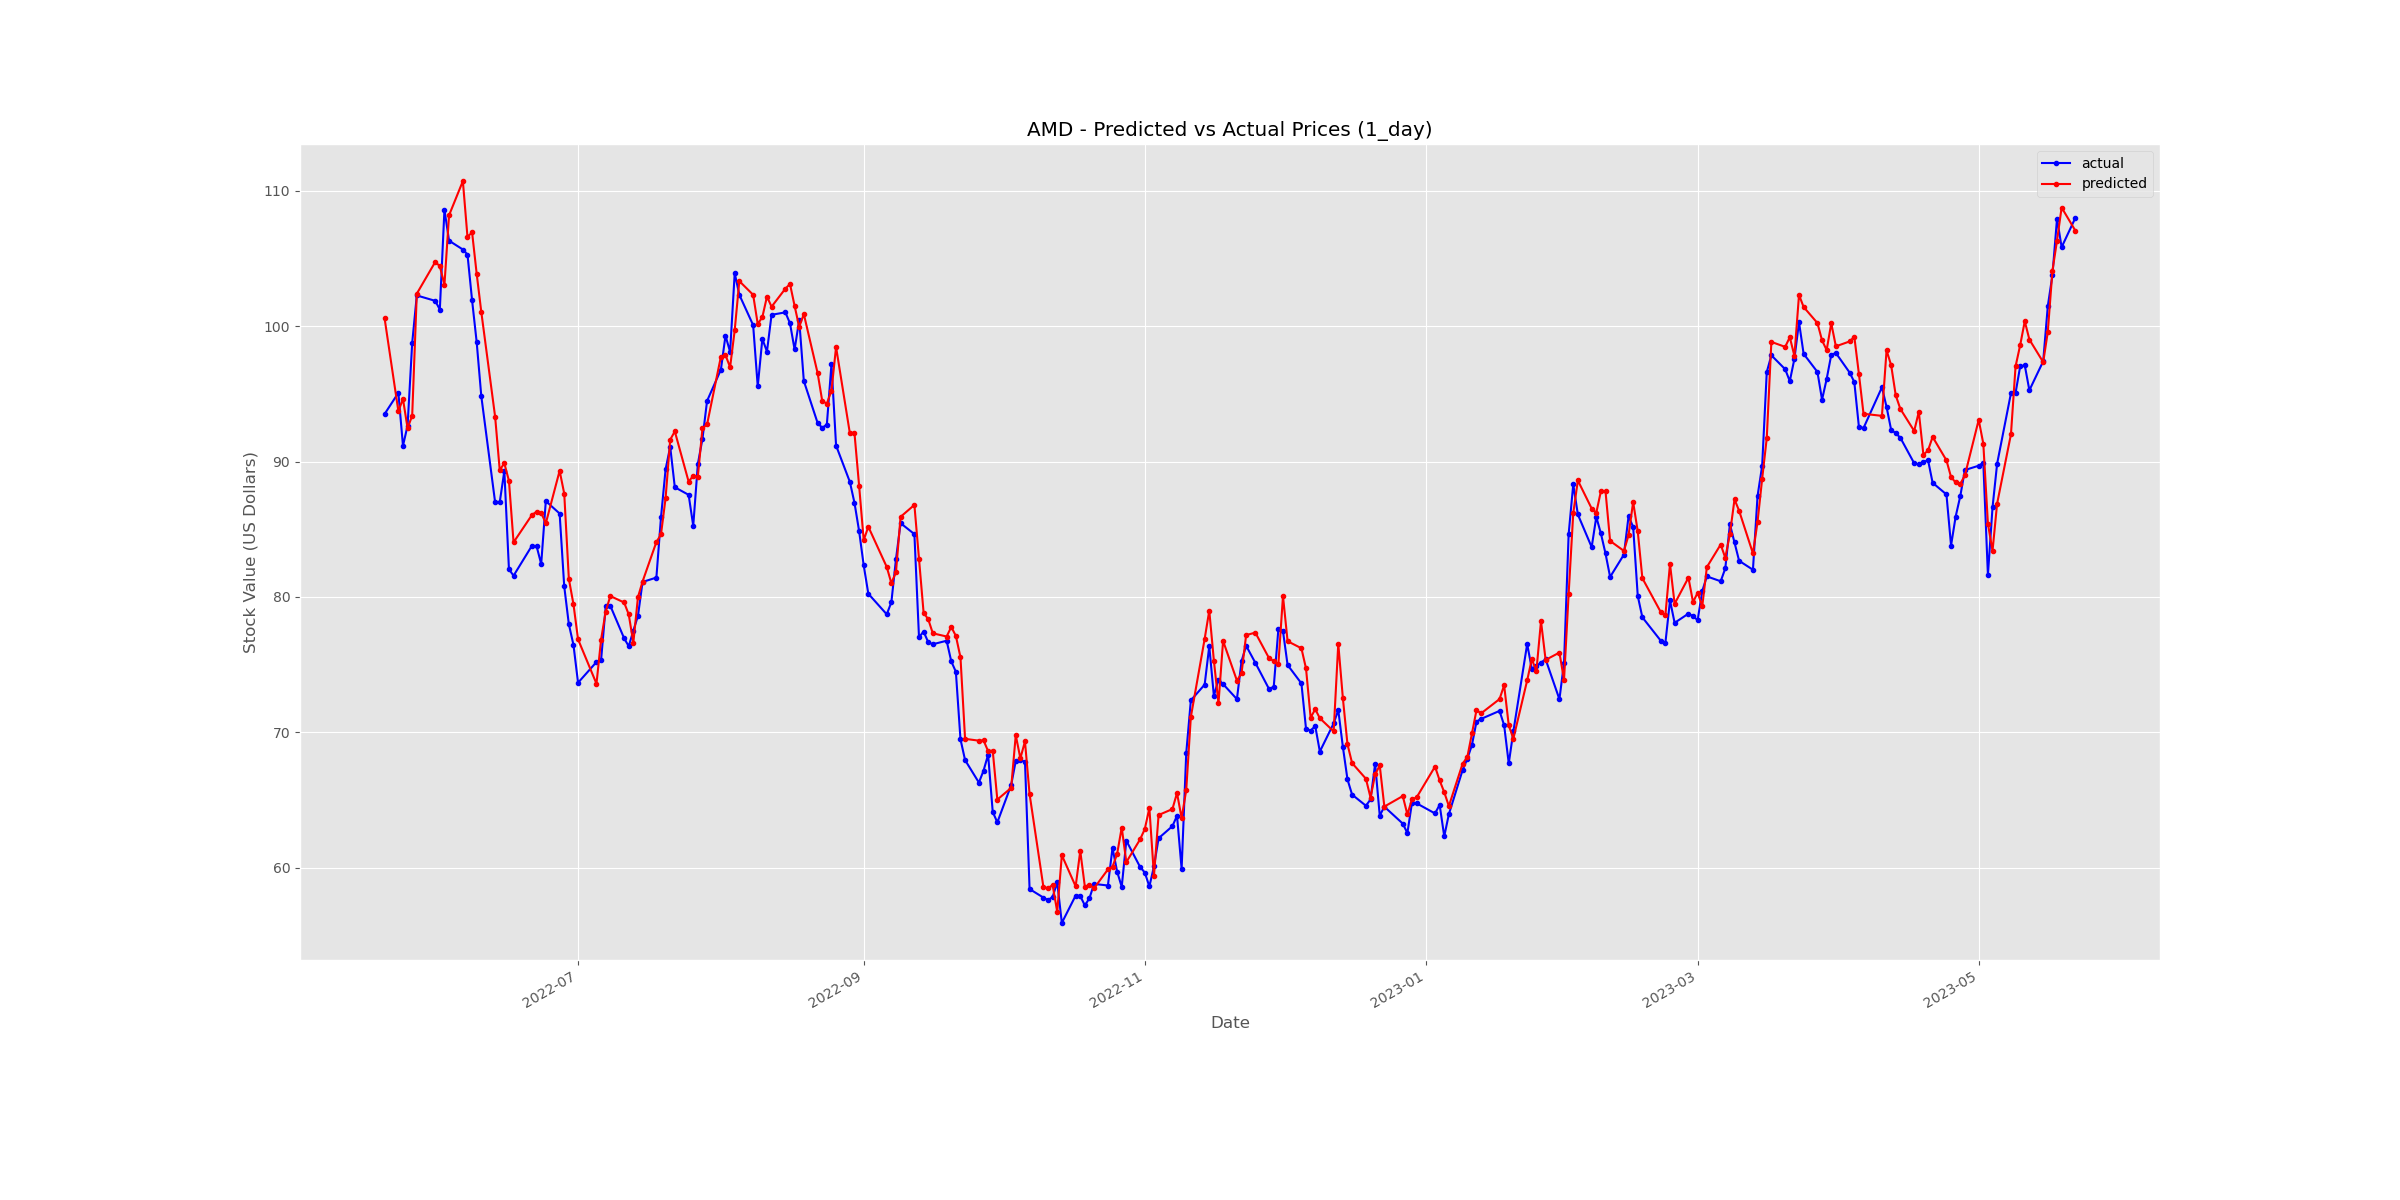 AMD - Predicted vs Actual Prices (1_day)
actual
predicted
110
100
90
80
70
60
Stock Value (US Dollars)
2022-07
2022-09
2022-11
2023-01
2023-03
2023-05
Date